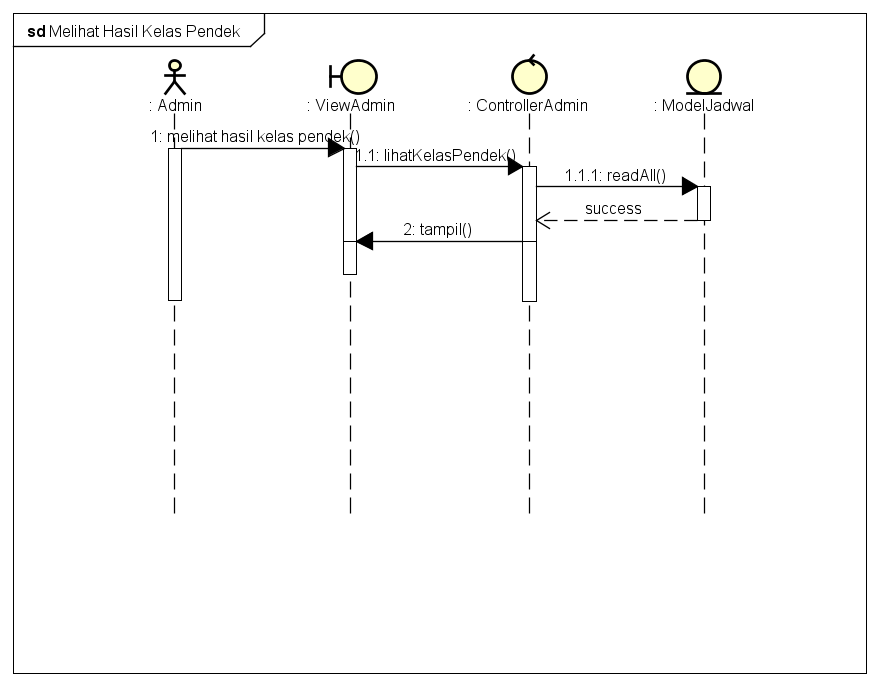 sd Melihat Hasil Kelas Pendek
: Admin
: ViewAdmin
: ControllerAdmin
: ModelJadwal
1: melihat hasil kelas pendek()
1.1: lihatKelasPendek()
1.1.1: readAll()
success
2: tampil()